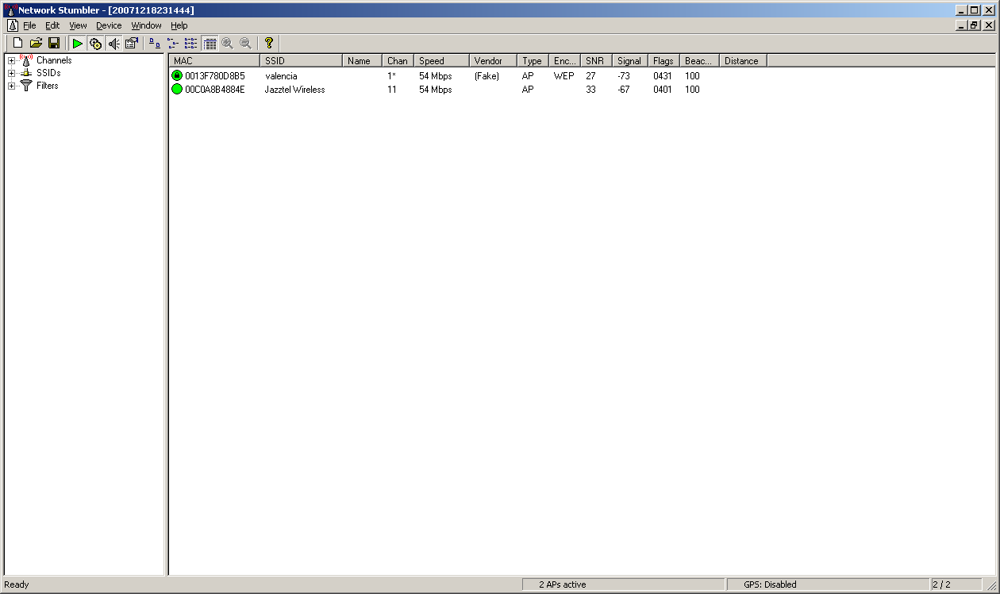 Network Stumbler - [20071218231444]
File Edit View Device Window Help
Channels
SSIDs
Filters
MAC SSID Name Chan Speed Vendor Type Enc... SNR Signal Flags Beac... Distance
0013F780D8B5 valencia 1* 54 Mbps (Fake) AP WEP 27 -73 0431 100
00C0A8B4884E Jazztel Wireless 11 54 Mbps AP 33 -67 0401 100
Ready 2 APs active GPS: Disabled 2 / 2